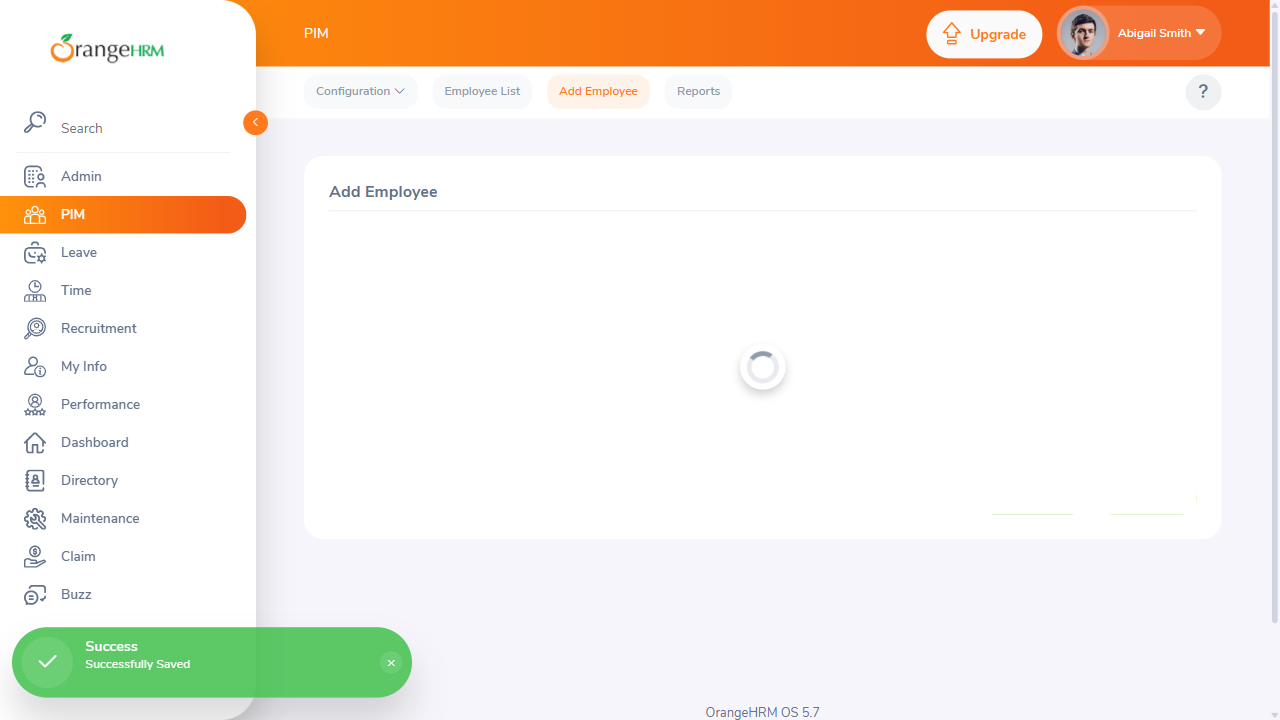 OrangeHRM
PIM
Upgrade
Abigail Smith
Configuration
Employee List
Add Employee
Reports
?
Search
Admin
PIM
Leave
Time
Recruitment
My Info
Performance
Dashboard
Directory
Maintenance
Claim
Buzz
Add Employee
Success
Successfully Saved
OrangeHRM OS 5.7